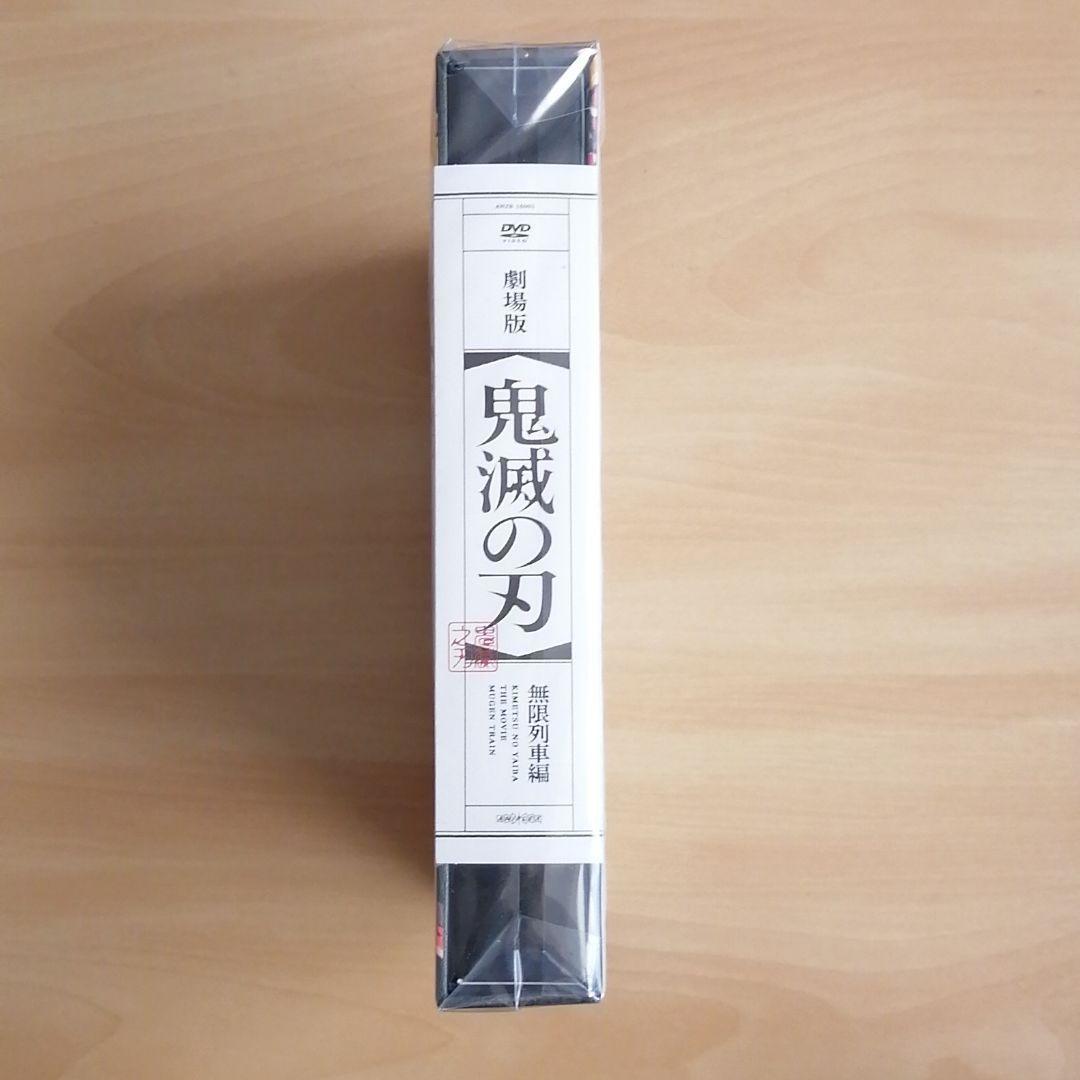 DVD
VIDEO
劇場版
鬼滅の刃
無限列車編
KIMETSU NO YAIBA
THE MOVIE
MUGEN TRAIN